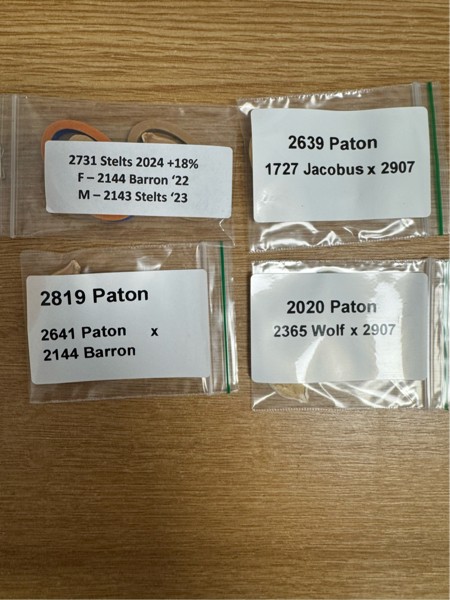 2731 Stelts 2024 +18%
F – 2144 Barron ‘22
M – 2143 Stelts ‘23
2639 Paton
1727 Jacobus x 2907
2819 Paton
2641 Paton x
2144 Barron
2020 Paton
2365 Wolf x 2907